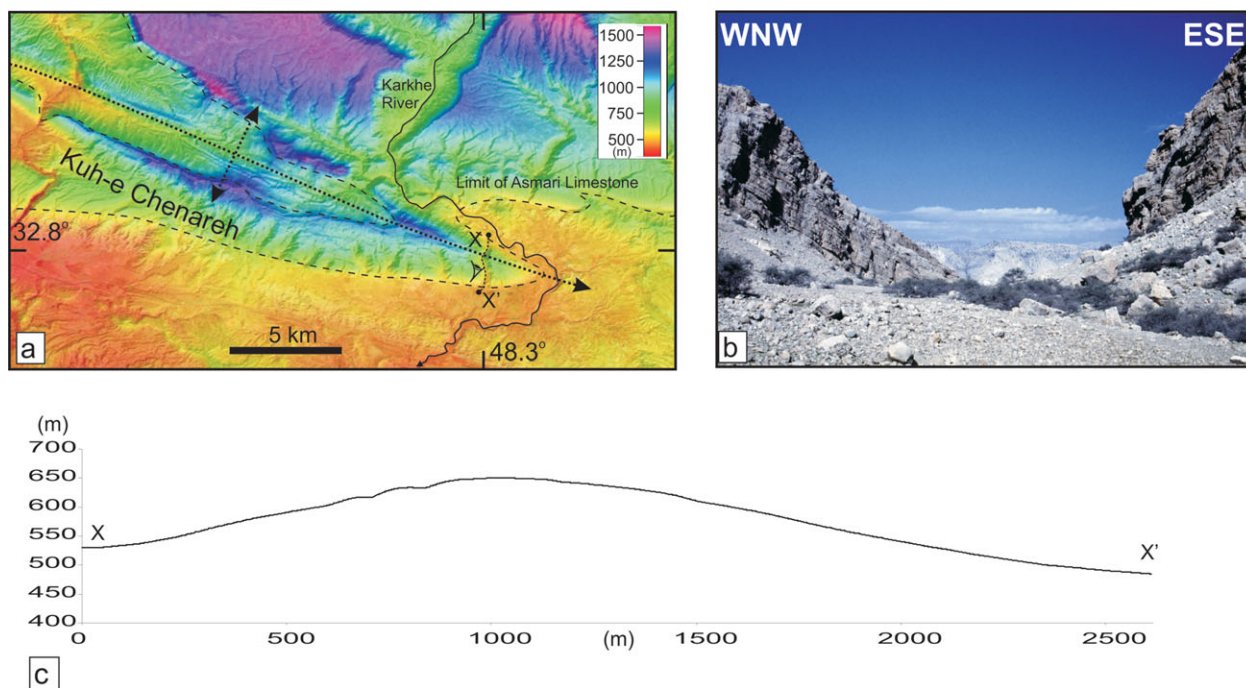 1500
1250
1000
750
500
(m)
Karkhe
River
Limit of Asmari Limestone
Kuh-e Chenareh
32.8°
X
X'
5 km
48.3°
a
WNW
ESE
b
(m)
700
650
600
550
500
450
400
X
X'
0
500
1000
(m)
1500
2000
2500
c